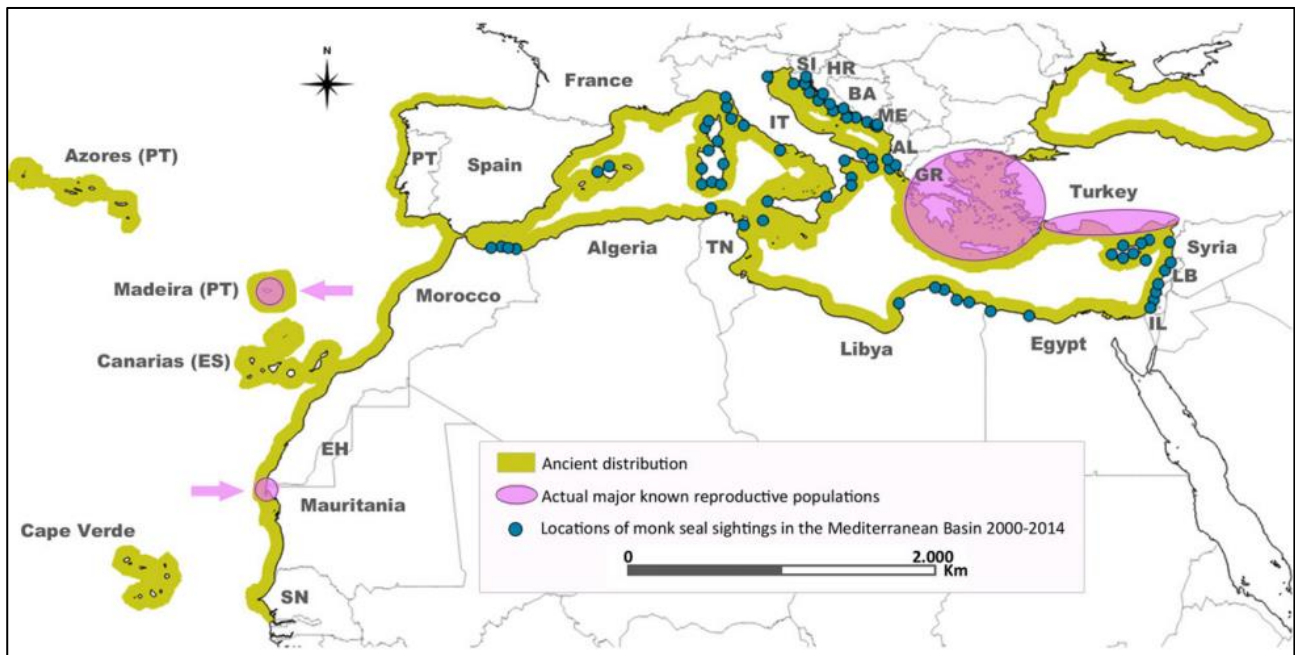 N
France
SI
HR
BA
ME
IT
AL
GR
PT
Spain
Azores (PT)
Turkey
Algeria
TN
Syria
LB
Madeira (PT)
Morocco
IL
Canarias (ES)
Libya
Egypt
EH
Mauritania
Cape Verde
SN
Ancient distribution
Actual major known reproductive populations
Locations of monk seal sightings in the Mediterranean Basin 2000-2014
0 2.000
Km